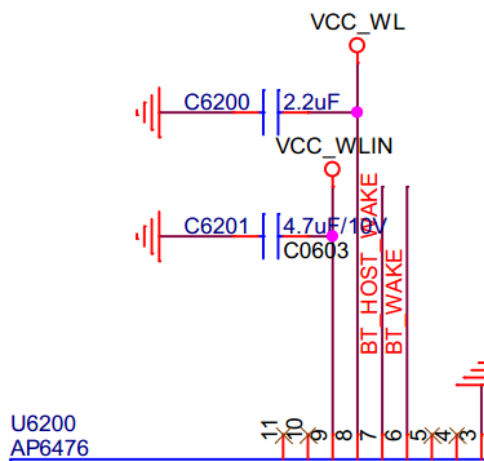 VCC_WL
C6200 2.2uF
VCC_WLIN
C6201 4.7uF/10V
C0603
BT_HOST_WAKE
BT_WAKE
11
10
9
8
7
6
5
4
3
U6200
AP6476